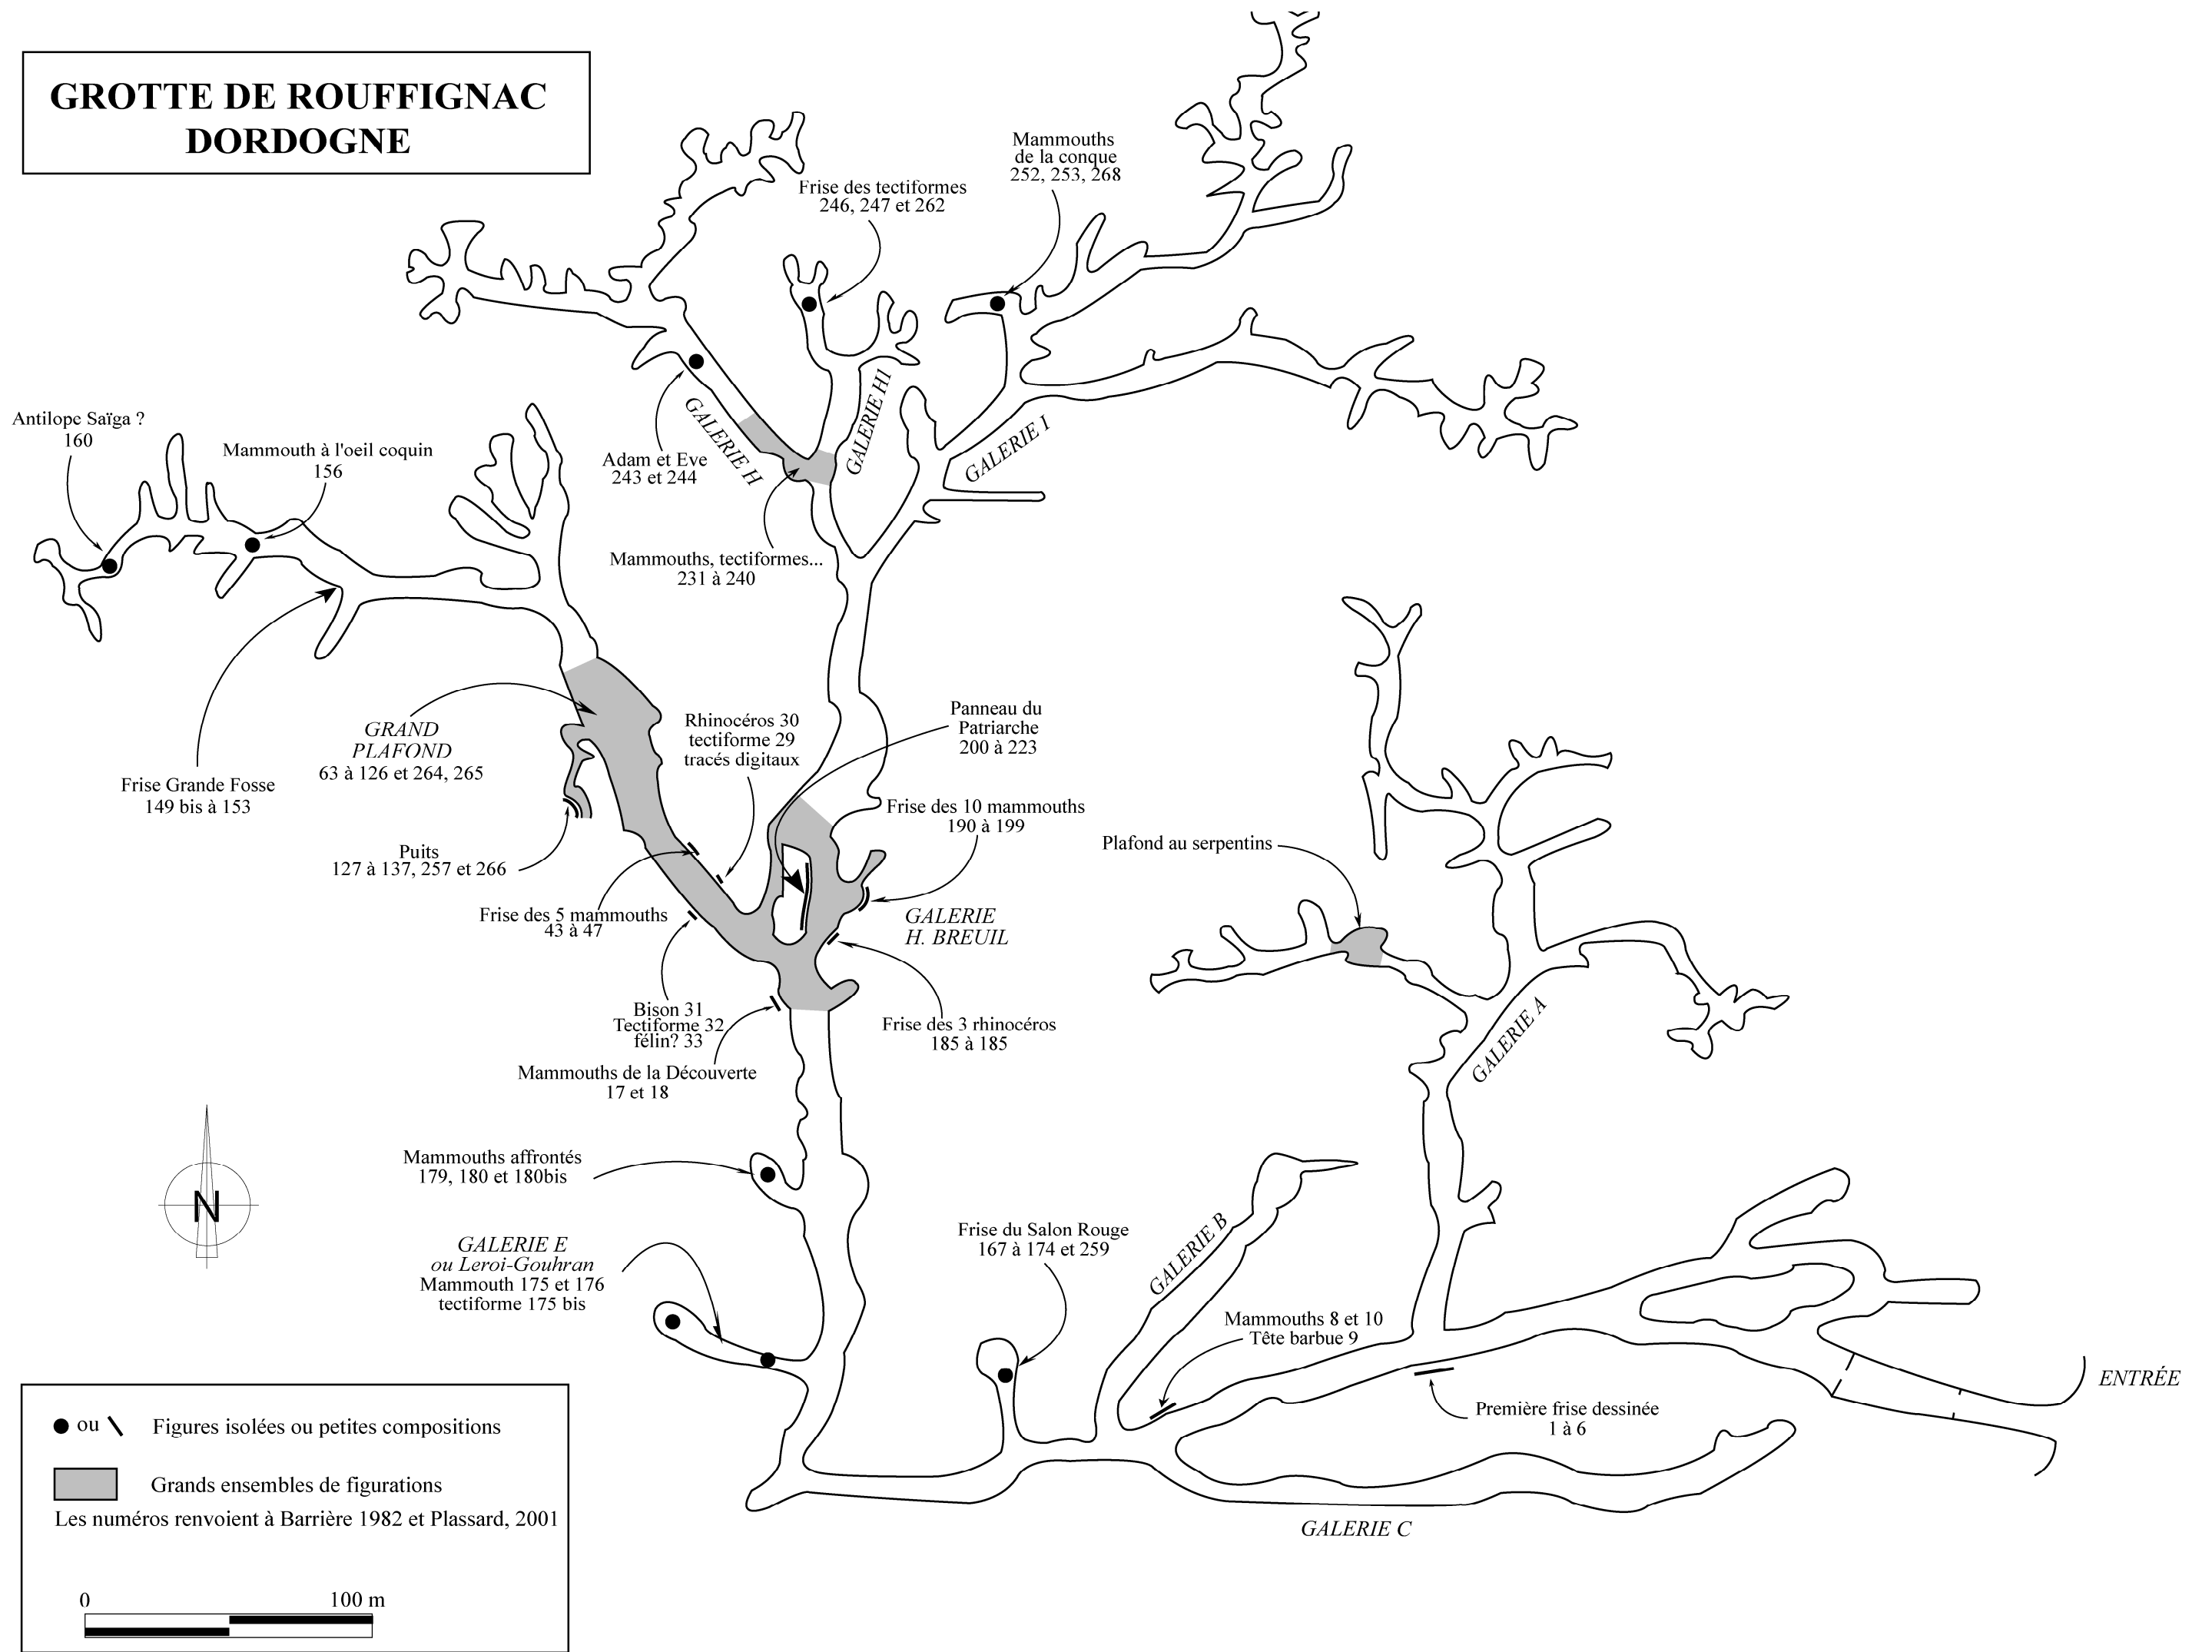 GROTTE DE ROUFFIGNAC
DORDOGNE
Mammouths
de la conque
252, 253, 268
Frise des tectiformes
246, 247 et 262
Antilope Saïga ?
160
Mammouth à l'oeil coquin
156
Adam et Eve
243 et 244
GALERIE H
GALERIE H1
GALERIE I
Mammouths, tectiformes...
231 à 240
GRAND
PLAFOND
63 à 126 et 264, 265
Rhinocéros 30
tectiforme 29
tracés digitaux
Panneau du
Patriarche
200 à 223
Frise Grande Fosse
149 bis à 153
Frise des 10 mammouths
190 à 199
Plafond au serpentins
Puits
127 à 137, 257 et 266
Frise des 5 mammouths
43 à 47
GALERIE
H. BREUIL
Bison 31
Tectiforme 32
félin? 33
Frise des 3 rhinocéros
185 à 185
GALERIE A
Mammouths de la Découverte
17 et 18
N
Mammouths affrontés
179, 180 et 180bis
GALERIE E
ou Leroi-Gouhran
Mammouth 175 et 176
tectiforme 175 bis
Frise du Salon Rouge
167 à 174 et 259
GALERIE B
Mammouths 8 et 10
Tête barbue 9
ENTRÉE
Première frise dessinée
1 à 6
GALERIE C
ou
Figures isolées ou petites compositions
Grands ensembles de figurations
Les numéros renvoient à Barrière 1982 et Plassard, 2001
0 100 m